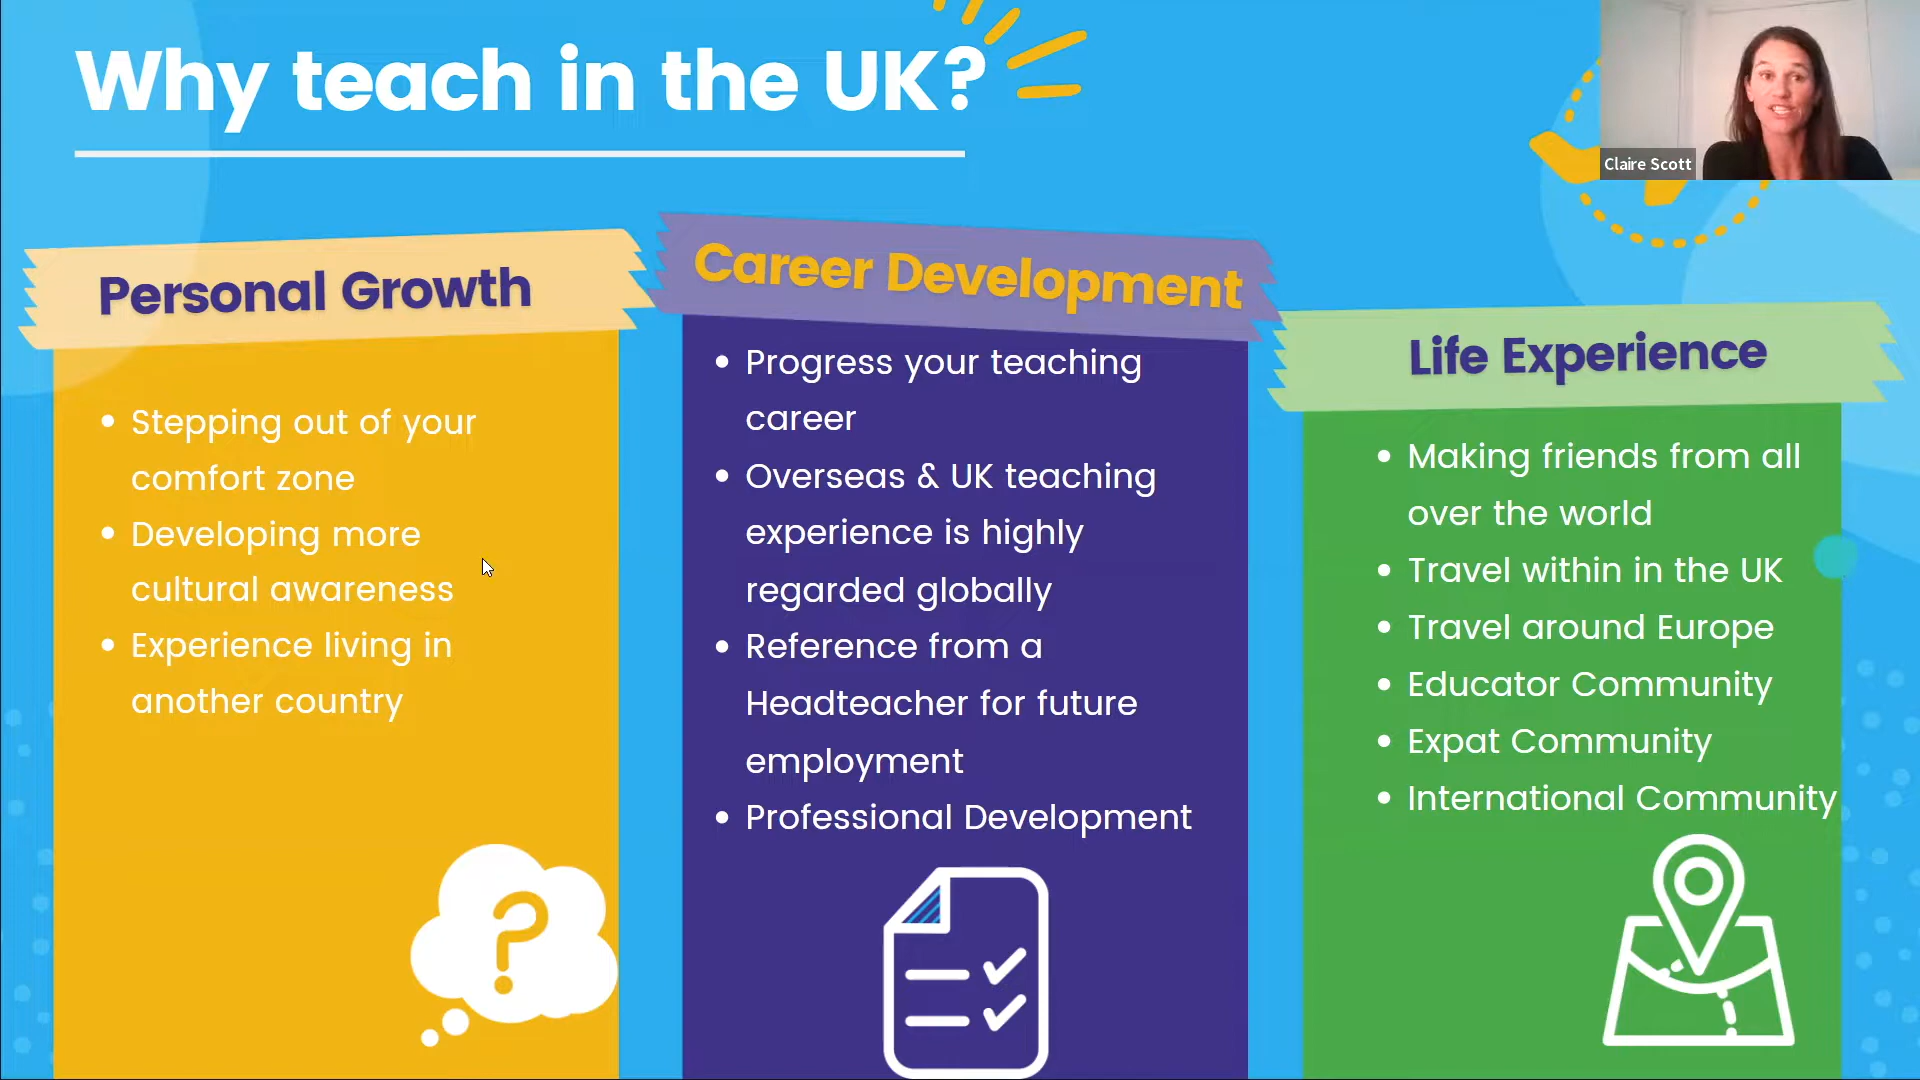 Why teach in the UK?
Claire Scott
Personal Growth
• Stepping out of your
comfort zone
• Developing more
cultural awareness
• Experience living in
another country
Career Development
• Progress your teaching
career
• Overseas & UK teaching
experience is highly
regarded globally
• Reference from a
Headteacher for future
employment
• Professional Development
Life Experience
• Making friends from all
over the world
• Travel within in the UK
• Travel around Europe
• Educator Community
• Expat Community
• International Community
?